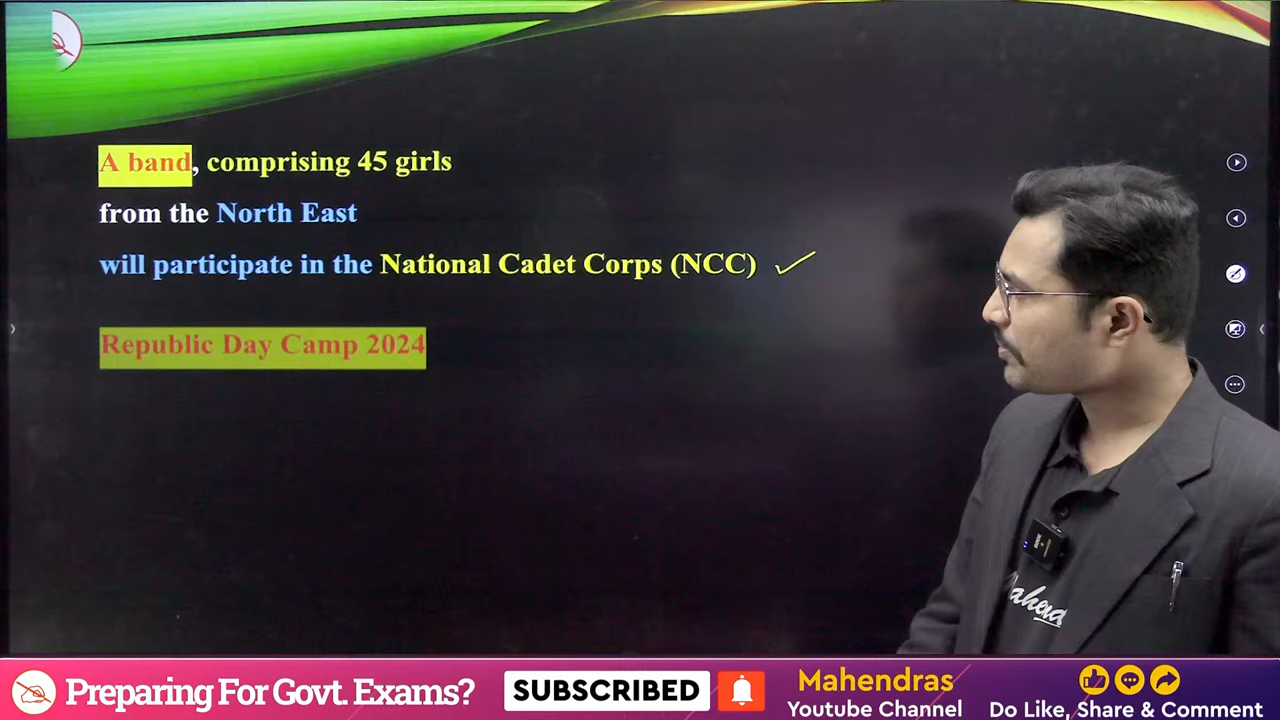 A band, comprising 45 girls
from the North East
will participate in the National Cadet Corps (NCC)
Republic Day Camp 2024
Mahend
Preparing For Govt. Exams?
SUBSCRIBED
Mahendras
Youtube Channel
Do Like, Share & Comment